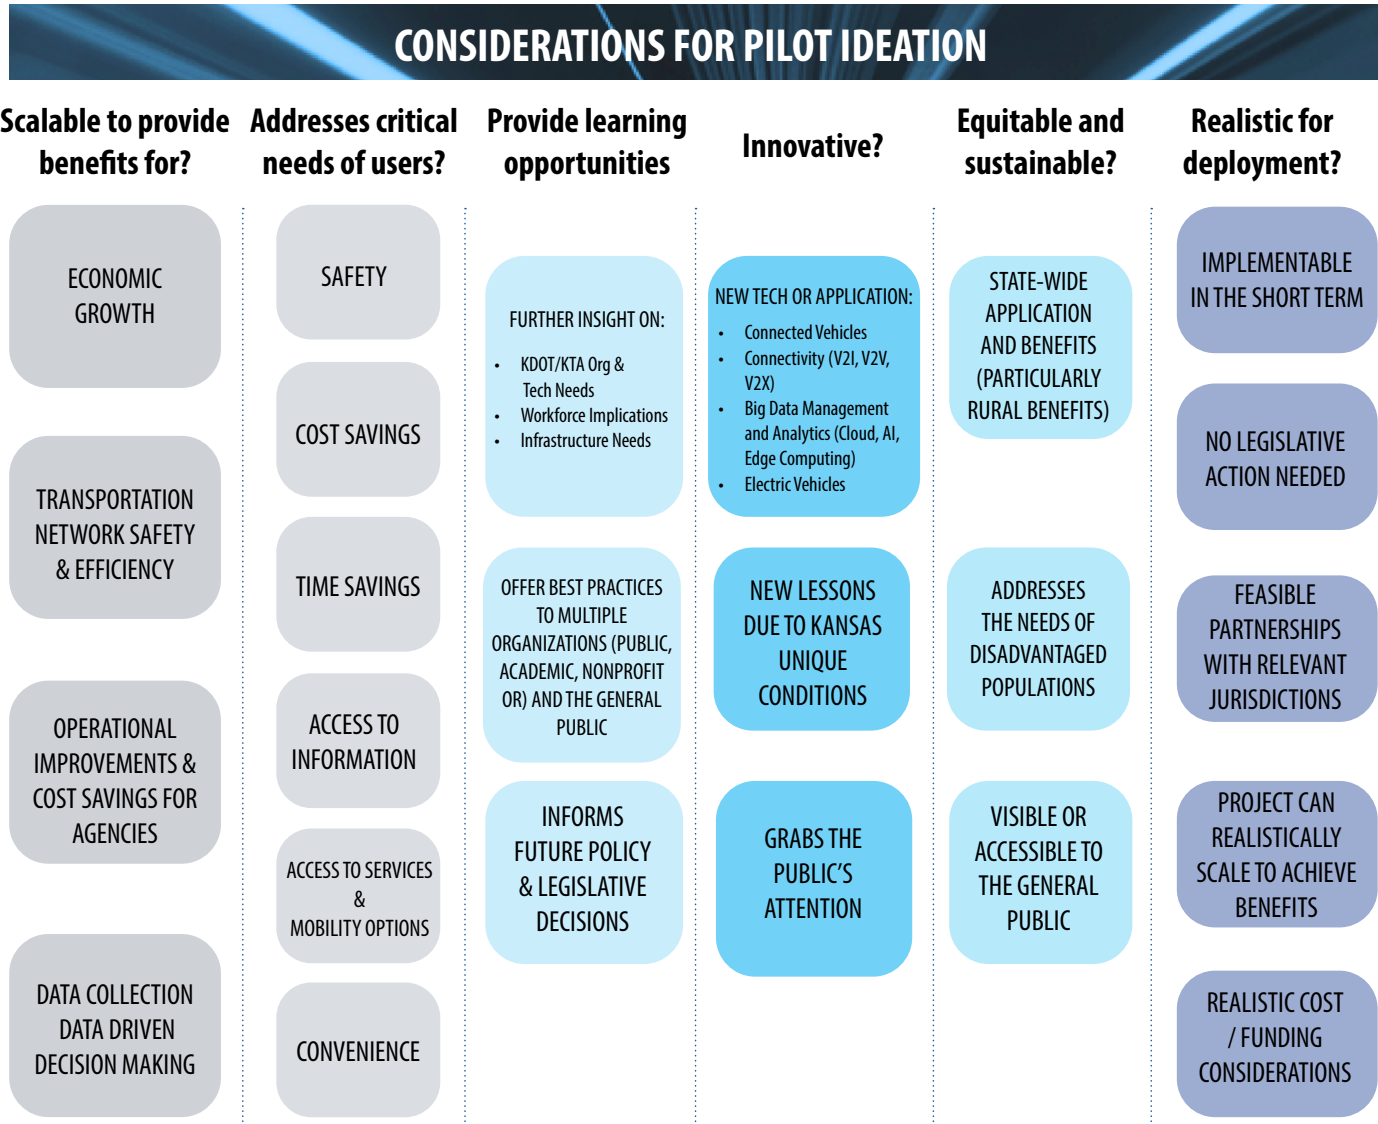 CONSIDERATIONS FOR PILOT IDEATION
Scalable to provide
benefits for?
ECONOMIC
GROWTH
TRANSPORTATION
NETWORK SAFETY
& EFFICIENCY
OPERATIONAL
IMPROVEMENTS &
COST SAVINGS FOR
AGENCIES
DATA COLLECTION
DATA DRIVEN
DECISION MAKING
Addresses critical
needs of users?
SAFETY
COST SAVINGS
TIME SAVINGS
ACCESS TO
INFORMATION
ACCESS TO SERVICES
&
MOBILITY OPTIONS
CONVENIENCE
Provide learning
opportunities
FURTHER INSIGHT ON:
• KDOT/KTA Org &
Tech Needs
• Workforce Implications
• Infrastructure Needs
OFFER BEST PRACTICES
TO MULTIPLE
ORGANIZATIONS (PUBLIC,
ACADEMIC, NONPROFIT
OR) AND THE GENERAL
PUBLIC
INFORMS
FUTURE POLICY
& LEGISLATIVE
DECISIONS
Innovative?
NEW TECH OR APPLICATION:
• Connected Vehicles
• Connectivity (V2I, V2V,
V2X)
• Big Data Management
and Analytics (Cloud, AI,
Edge Computing)
• Electric Vehicles
NEW LESSONS
DUE TO KANSAS
UNIQUE
CONDITIONS
GRABS THE
PUBLIC'S
ATTENTION
Equitable and
sustainable?
STATE-WIDE
APPLICATION
AND BENEFITS
(PARTICULARLY
RURAL BENEFITS)
ADDRESSES
THE NEEDS OF
DISADVANTAGED
POPULATIONS
VISIBLE OR
ACCESSIBLE TO
THE GENERAL
PUBLIC
Realistic for
deployment?
IMPLEMENTABLE
IN THE SHORT TERM
NO LEGISLATIVE
ACTION NEEDED
FEASIBLE
PARTNERSHIPS
WITH RELEVANT
JURISDICTIONS
PROJECT CAN
REALISTICALLY
SCALE TO ACHIEVE
BENEFITS
REALISTIC COST
/ FUNDING
CONSIDERATIONS